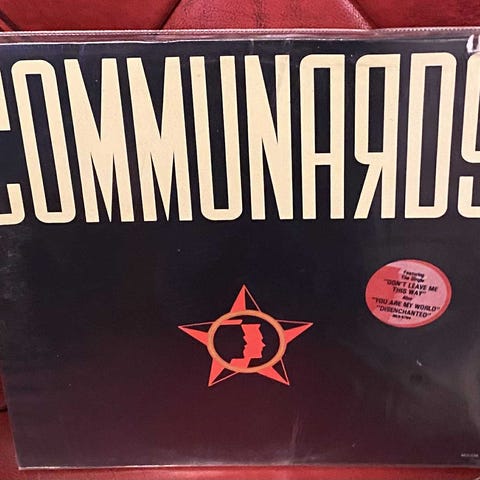 COMMUNARDS
Featuring
The Single
"DON'T LEAVE ME
THIS WAY"
Also
"YOU ARE MY WORLD"
"DISENCHANTED"